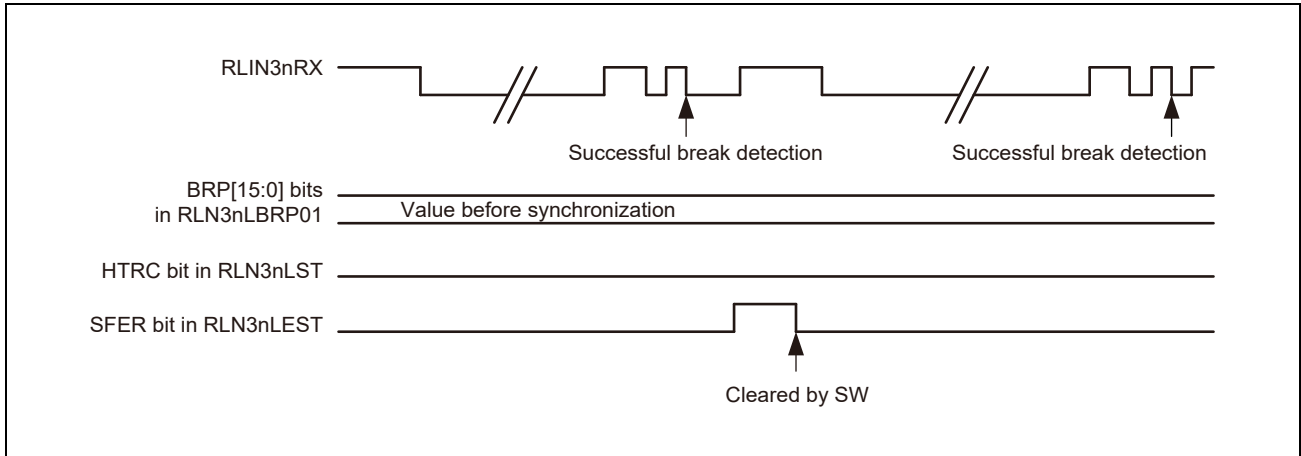 RLIN3nRX
Successful break detection
Successful break detection
BRP[15:0] bits
in RLN3nLBRP01
Value before synchronization
HTRC bit in RLN3nLST
SFER bit in RLN3nLEST
Cleared by SW